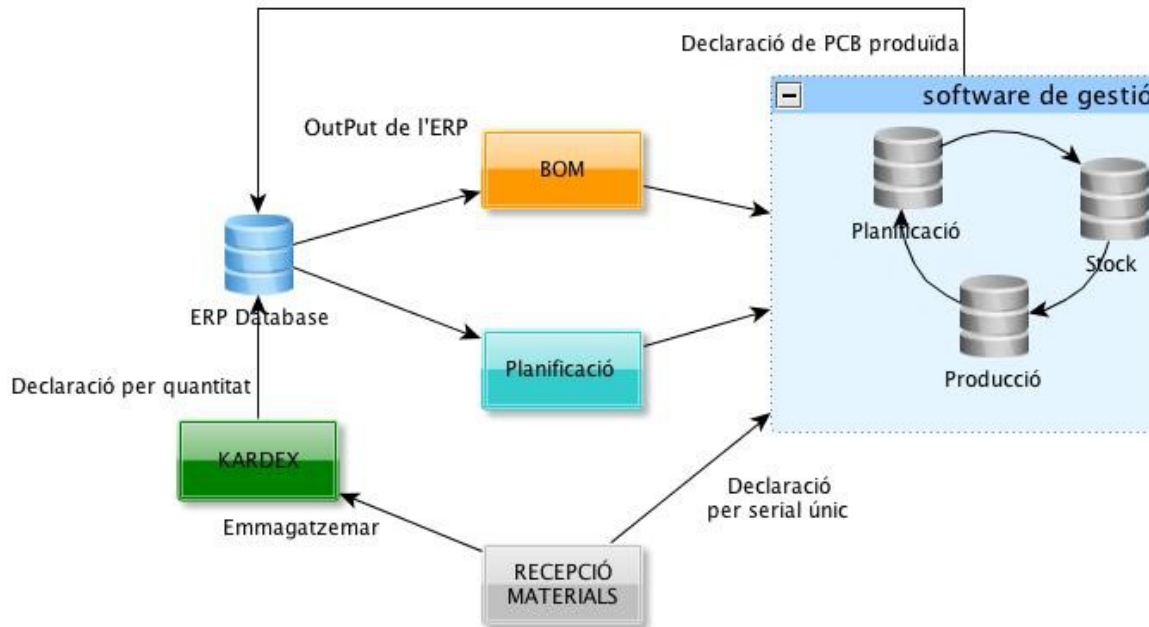 Declaració de PCB produïda
software de gestió
OutPut de l'ERP
BOM
Planificació
Stock
ERP Database
Planificació
Producció
Declaració per quantitat
KARDEX
Declaració
per serial únic
Emmagatzemar
RECEPCIÓ
MATERIALS